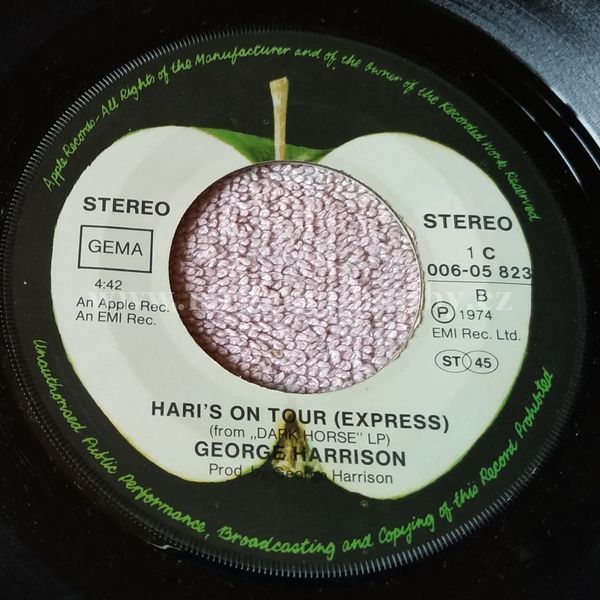 Apple Records-All Rights of the Manufacturer and of the Owner of the Recorded Work Reserved
STEREO
GEMA
4:42
An Apple Rec.
An EMI Rec.
STEREO
1 C
006-05 823
B
Ⓟ 1974
EMI Rec. Ltd.
ST 45
HARI'S ON TOUR (EXPRESS)
(from „DARK HORSE" LP)
GEORGE HARRISON
Prod. by George Harrison
Unauthorised Public Performance, Broadcasting and Copying of this Record Prohibited